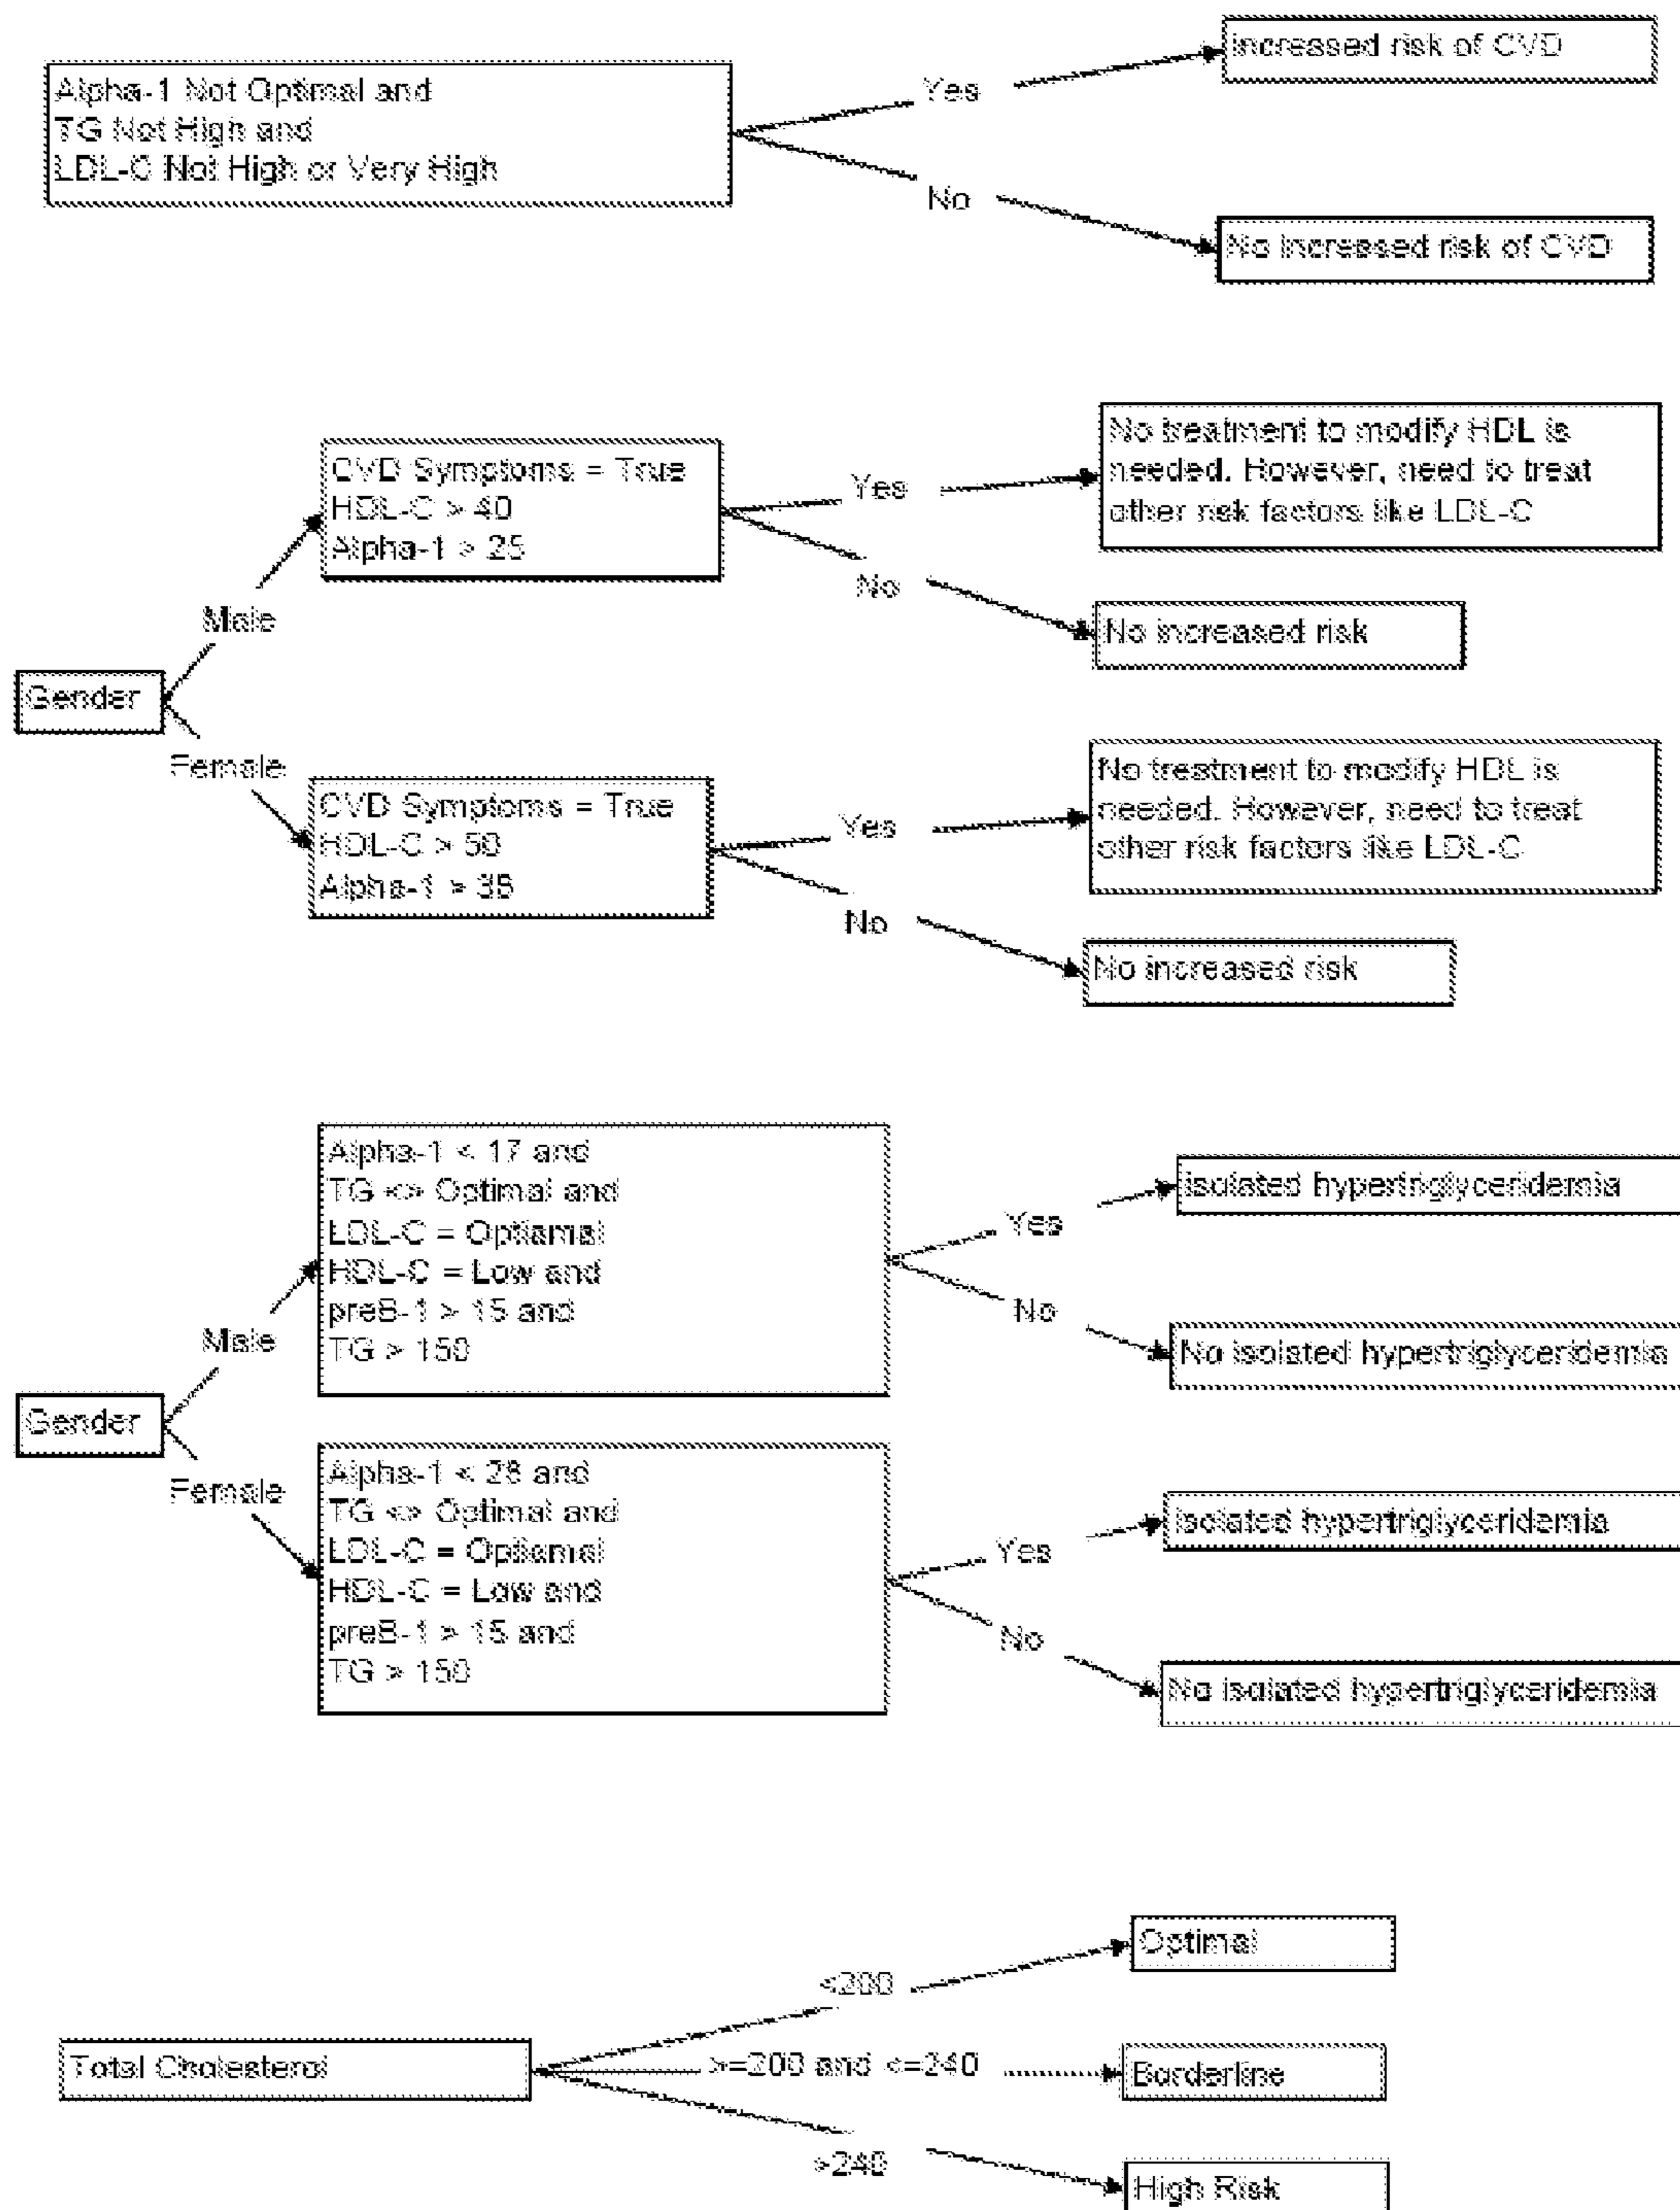 Alpha-1 Not Optimal and
TG Not High and
LDL-C Not High or Very High
Yes
increased risk of CVD
No
No increased risk of CVD
Gender
Male
CVD Symptoms = True
HDL-C > 40
Alpha-1 > 25
Yes
No treatment to modify HDL is
needed. However, need to treat
other risk factors like LDL-C
No
No increased risk
Female
CVD Symptoms = True
HDL-C > 50
Alpha-1 >
Yes
No treatment to modify HDL is
needed. However, need to treat
other risk factors like LDL-C
No
No increased risk
Gender
Male
Alpha-1 < 17 and
TG <> Optimal and
LDL-C = Optiamal
HDL-C = Low and
preB-1 > 15 and
TG > 150
Yes
isolated hypertriglyceridemia
No
No isolated hypertriglyceridemia
Female
Alpha-1 < 28 and
TG <> Optimal and
LDL-C = Optiamal
HDL-C = Low and
preB-1 > 15 and
TG > 150
Yes
isolated hypertriglyceridemia
No
No isolated hypertriglyceridemia
Total Cholesterol
<200
Optimal
>=200 and <=240
Borderline
>240
High Risk